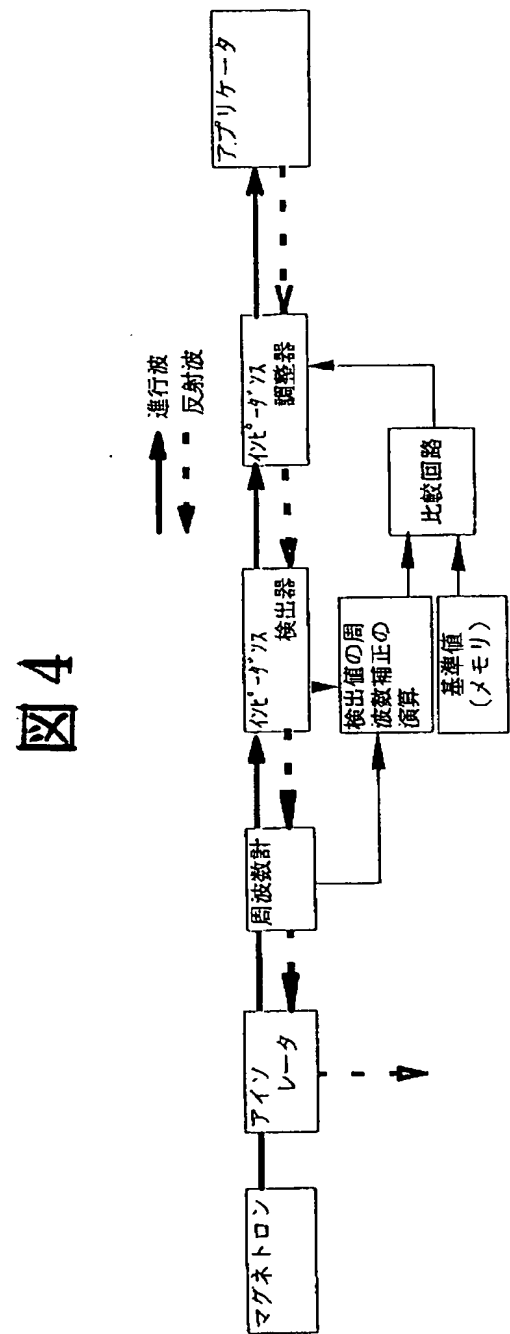 図4
進行波
反射波
マグネトロン
アイソ
レータ
周波数計
インピーダンス
検出器
インピーダンス
調整器
アプリケータ
検出値の周
波数補正の
演算
基準値
(メモリ)
比較回路